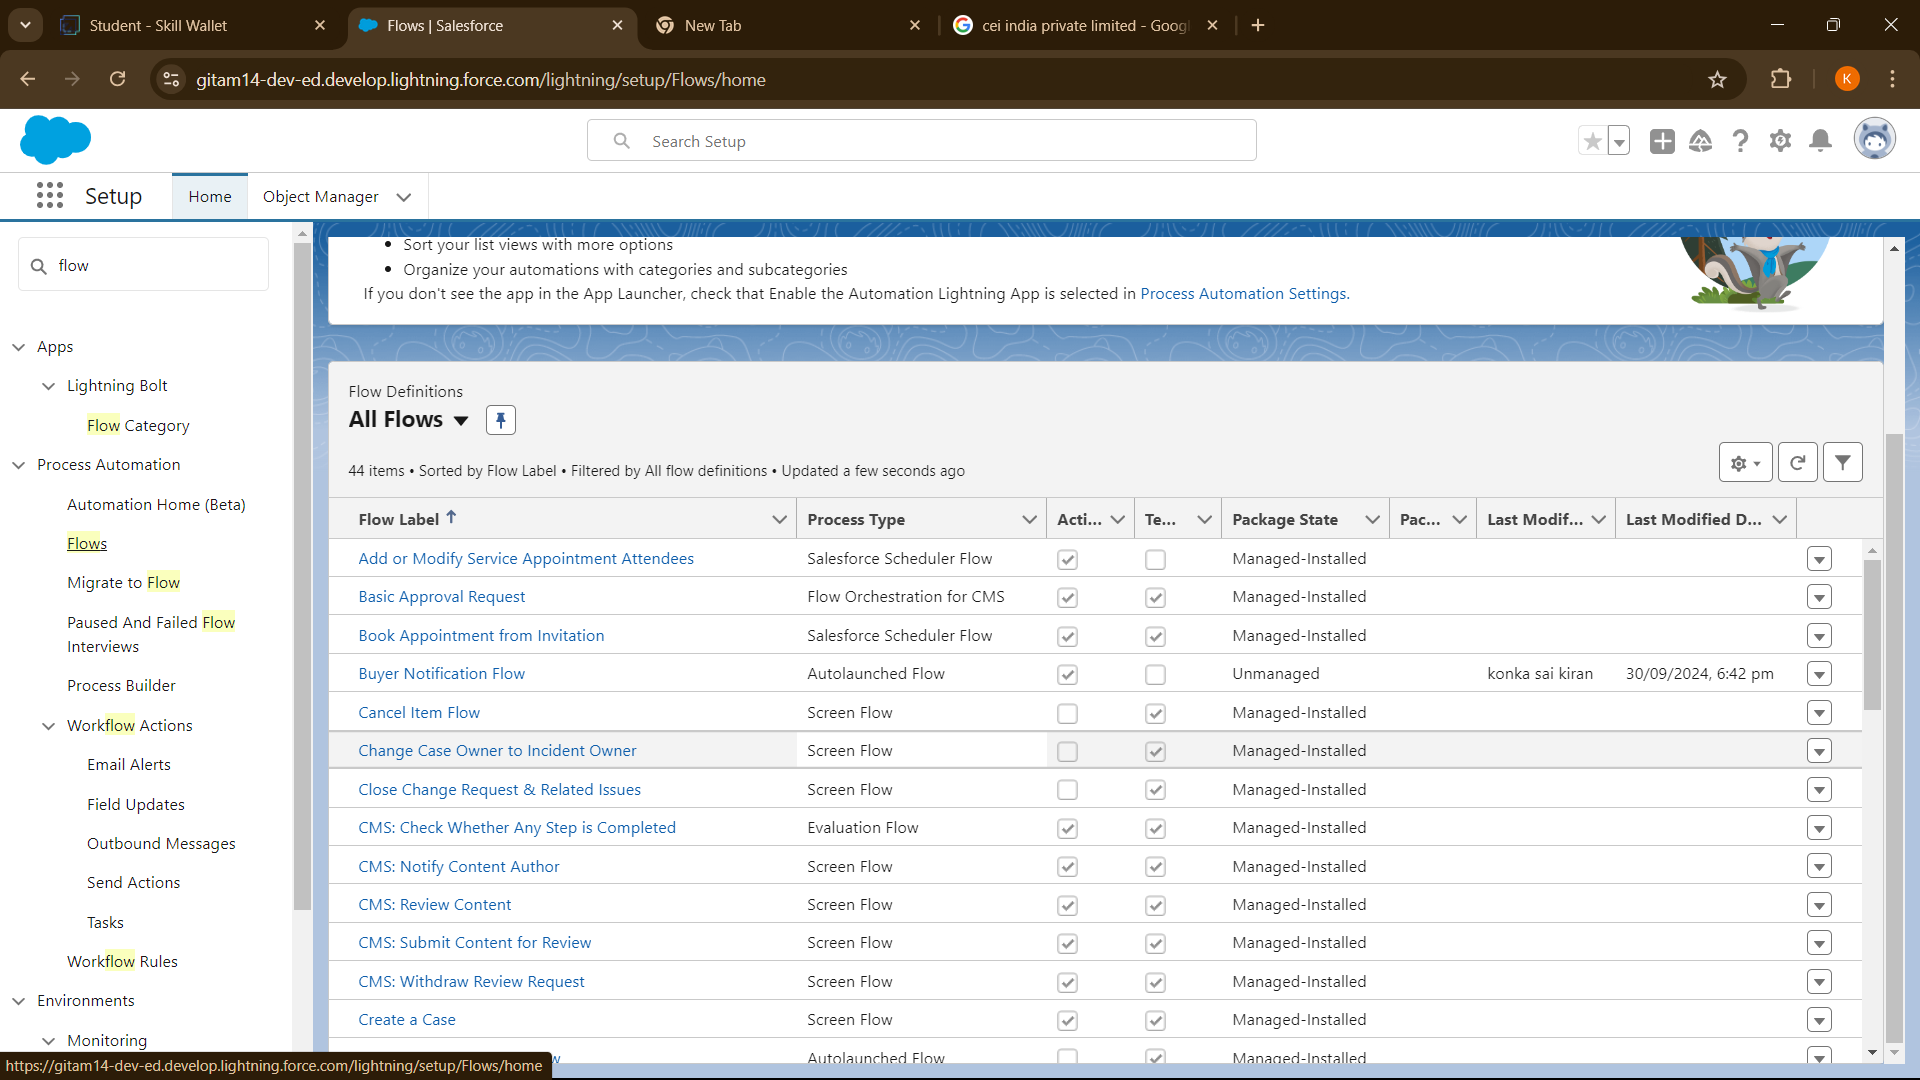 Student - Skill Wallet
Flows | Salesforce
New Tab
cei india private limited - Goog
gitam14-dev-ed.develop.lightning.force.com/lightning/setup/Flows/home
K
Search Setup
Setup
Home
Object Manager
flow
Apps
Lightning Bolt
Flow Category
Process Automation
Automation Home (Beta)
Flows
Migrate to Flow
Paused And Failed Flow
Interviews
Process Builder
Workflow Actions
Email Alerts
Field Updates
Outbound Messages
Send Actions
Tasks
Workflow Rules
Environments
Monitoring
https://gitam14-dev-ed.develop.lightning.force.com/lightning/setup/Flows/home
• Sort your list views with more options
• Organize your automations with categories and subcategories
If you don't see the app in the App Launcher, check that Enable the Automation Lightning App is selected in Process Automation Settings.
Flow Definitions
All Flows
44 items • Sorted by Flow Label • Filtered by All flow definitions • Updated a few seconds ago
Flow Label Process Type Acti... Te... Package State Pac... Last Modif... Last Modified D...
Add or Modify Service Appointment Attendees Salesforce Scheduler Flow Managed-Installed
Basic Approval Request Flow Orchestration for CMS Managed-Installed
Book Appointment from Invitation Salesforce Scheduler Flow Managed-Installed
Buyer Notification Flow Autolaunched Flow Unmanaged konka sai kiran 30/09/2024, 6:42 pm
Cancel Item Flow Screen Flow Managed-Installed
Change Case Owner to Incident Owner Screen Flow Managed-Installed
Close Change Request & Related Issues Screen Flow Managed-Installed
CMS: Check Whether Any Step is Completed Evaluation Flow Managed-Installed
CMS: Notify Content Author Screen Flow Managed-Installed
CMS: Review Content Screen Flow Managed-Installed
CMS: Submit Content for Review Screen Flow Managed-Installed
CMS: Withdraw Review Request Screen Flow Managed-Installed
Create a Case Screen Flow Managed-Installed
Autolaunched Flow Managed-Installed